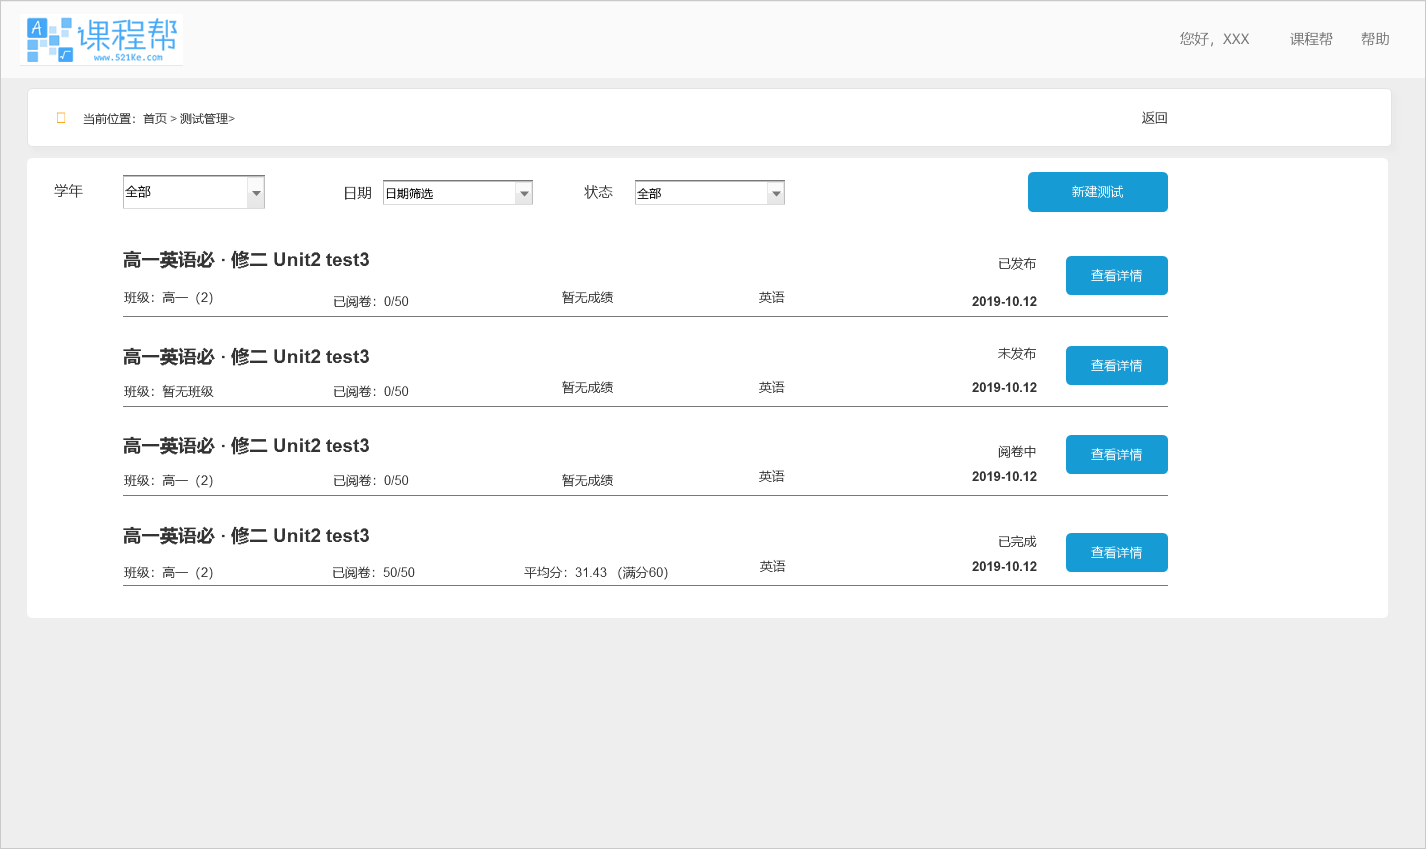 A
√
课程帮
www.521Ke.com
您好，XXX 课程帮 帮助
当前位置：首页 > 测试管理> 返回
学年 全部 日期 日期筛选 状态 全部 新建测试
高一英语必 · 修二 Unit2 test3 已发布 查看详情
班级：高一（2） 已阅卷：0/50 暂无成绩 英语 2019-10.12
高一英语必 · 修二 Unit2 test3 未发布 查看详情
班级：暂无班级 已阅卷：0/50 暂无成绩 英语 2019-10.12
高一英语必 · 修二 Unit2 test3 阅卷中 查看详情
班级：高一（2） 已阅卷：0/50 暂无成绩 英语 2019-10.12
高一英语必 · 修二 Unit2 test3 已完成 查看详情
班级：高一（2） 已阅卷：50/50 平均分：31.43 （满分60） 英语 2019-10.12